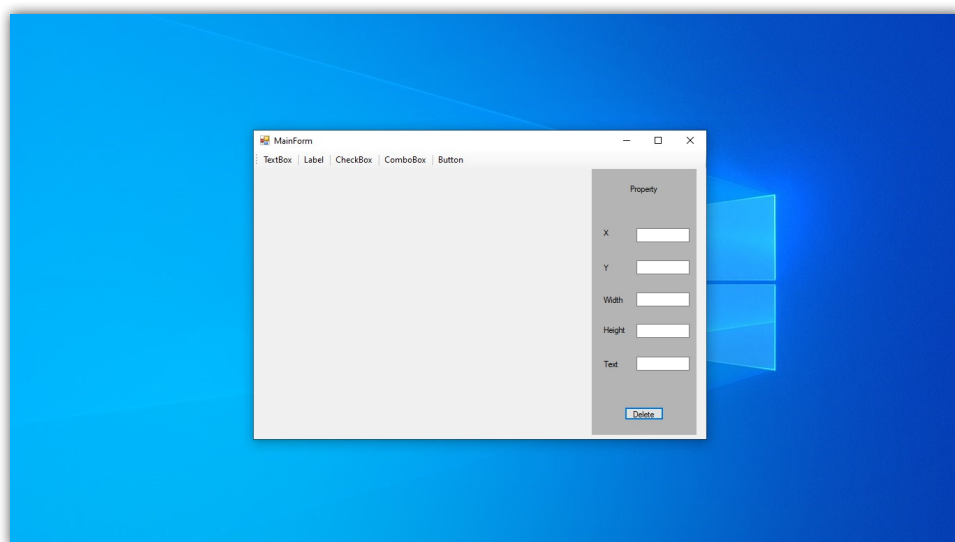 MainForm
TextBox Label CheckBox ComboBox Button
Property
X
Y
Width
Height
Text
Delete